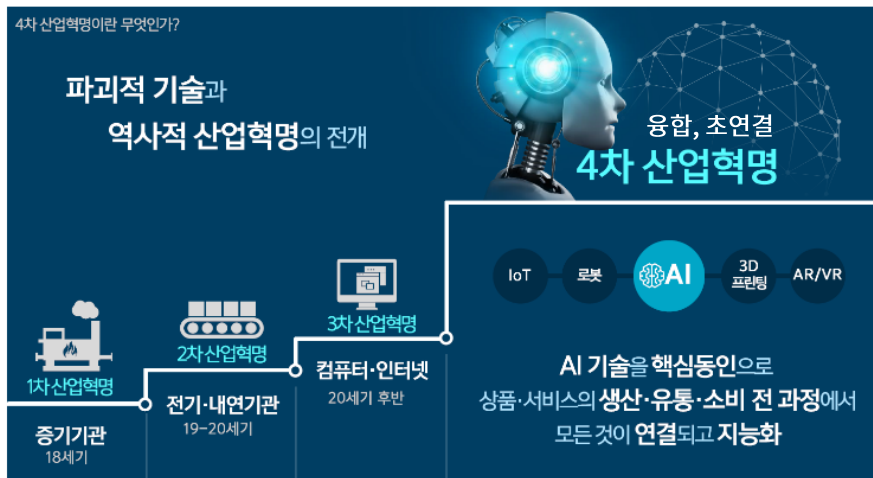 4차 산업혁명이란 무엇인가?
파괴적 기술과
역사적 산업혁명의 전개
융합, 초연결
4차 산업혁명
IoT
로봇
AI
3D
프린팅
AR/VR
1차 산업혁명
증기기관
18세기
2차 산업혁명
전기·내연기관
19-20세기
3차 산업혁명
컴퓨터·인터넷
20세기 후반
AI 기술을 핵심동인으로
상품·서비스의 생산·유통·소비 전 과정에서
모든 것이 연결되고 지능화